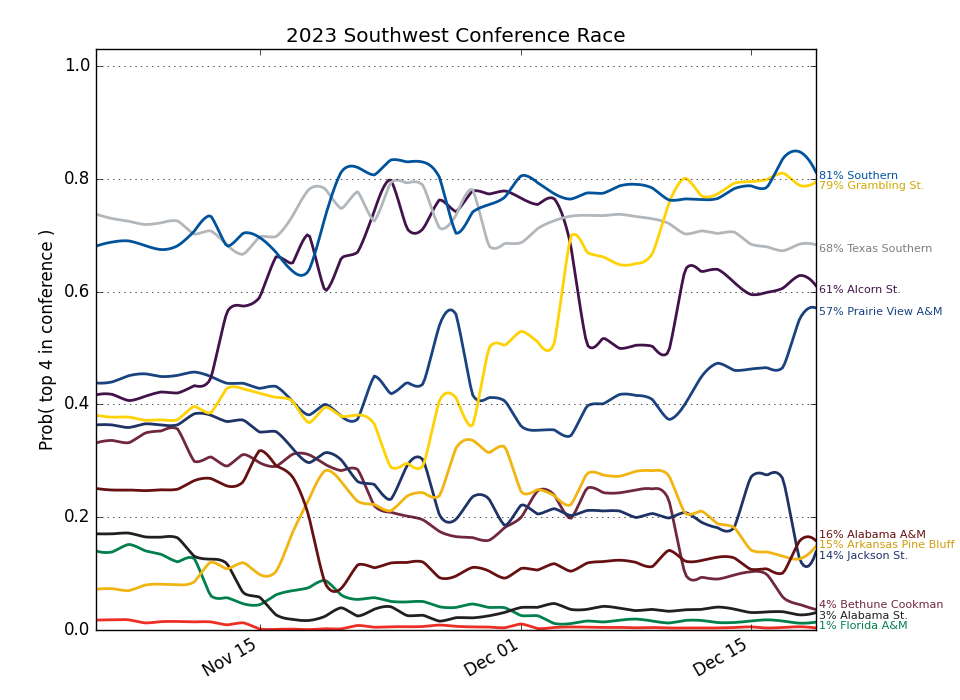 2023 Southwest Conference Race
Prob( top 4 in conference )
1.0
0.8
0.6
0.4
0.2
0.0
Nov 15
Dec 01
Dec 15
81% Southern
79% Grambling St.
68% Texas Southern
61% Alcorn St.
57% Prairie View A&M
16% Alabama A&M
15% Arkansas Pine Bluff
14% Jackson St.
4% Bethune Cookman
3% Alabama St.
1% Florida A&M